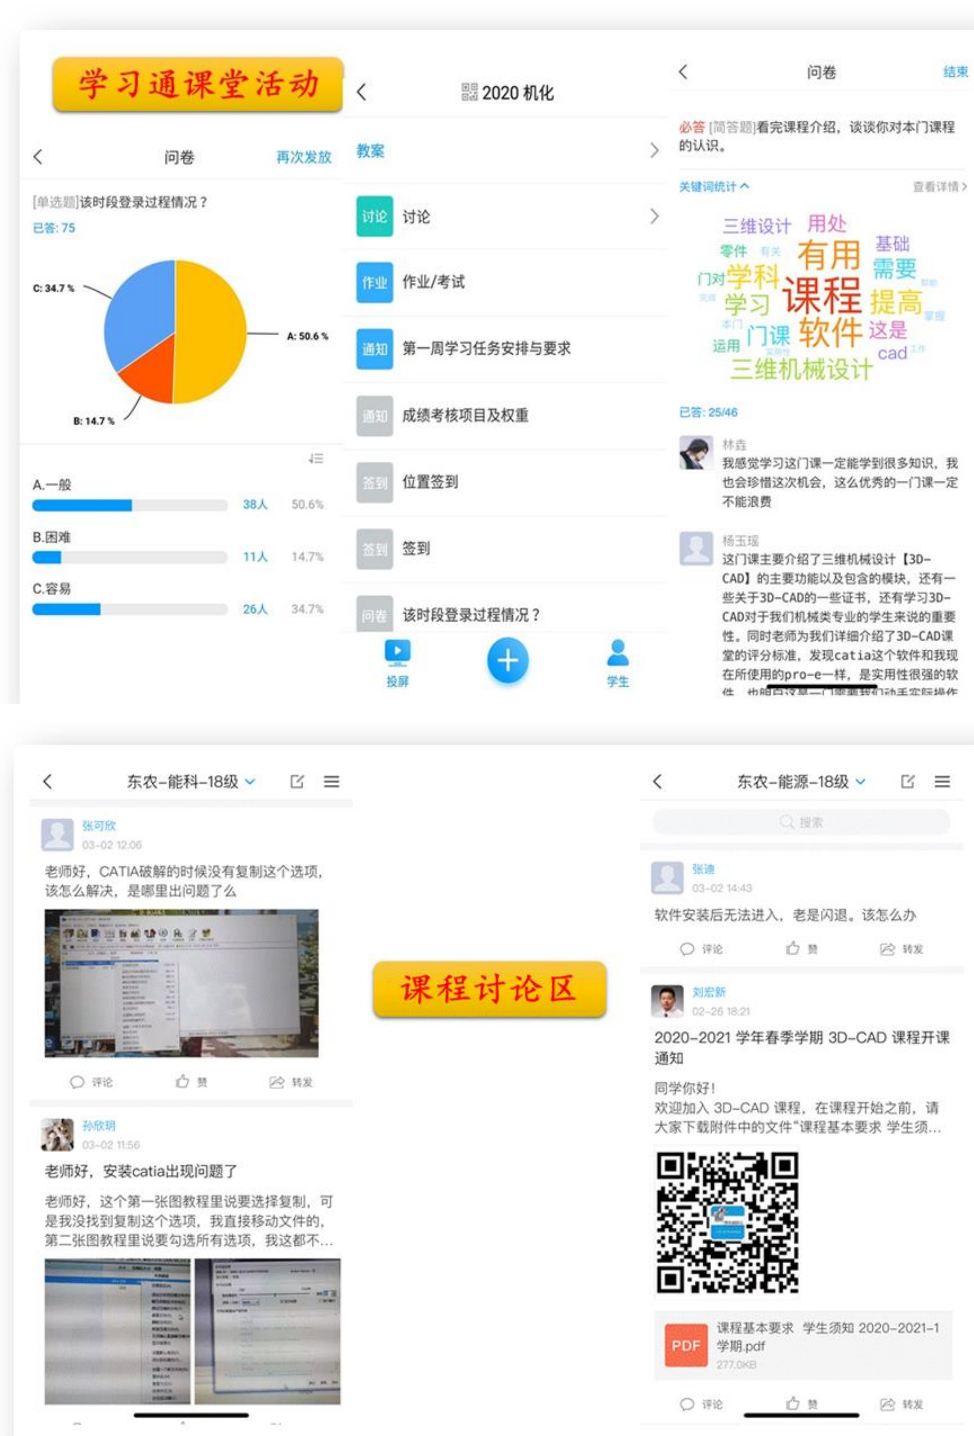 学习通课堂活动
问卷
再次发放
[单选题]该时段登录过程情况？
已答: 75
C: 34.7 %
A: 50.6 %
B: 14.7 %
A.一般
38人 50.6%
B.困难
11人 14.7%
C.容易
26人 34.7%
2020 机化
教案
讨论 讨论
作业 作业/考试
通知 第一周学习任务安排与要求
通知 成绩考核项目及权重
签到 位置签到
签到 签到
问卷 该时段登录过程情况？
投屏
学生
问卷
结束
必答 [简答题]看完课程介绍，谈谈你对本门课程
的认识。
关键词统计
查看详情
三维设计 用处
零件 有关 有用 基础
门对 学科 需要
学习 课程 提高
掌握
本门 门课 软件 这是
运用 cad 工作
三维机械设计
已答: 25/46
林垚
我感觉学习这门课一定能学到很多知识，我
也会珍惜这次机会，这么优秀的一门课一定
不能浪费
杨玉瑶
这门课主要介绍了三维机械设计【3D-
CAD】的主要功能以及包含的模块，还有一
些关于3D-CAD的一些证书，还有学习3D-
CAD对于我们机械类专业的学生来说的重要
性。同时老师为我们详细介绍了3D-CAD课
堂的评分标准，发现catia这个软件和我现
在所使用的pro-e一样，是实用性很强的软
件，也明白这是一门需要我们动手实际操作
东农-能科-18级
张可欣
03-02 12:06
老师好，CATIA破解的时候没有复制这个选项，
该怎么解决，是哪里出问题了么
评论 赞 转发
孙欣玥
03-02 11:56
老师好，安装catia出现问题了
老师好，这个第一张图教程里说要选择复制，可
是我没找到复制这个选项，我直接移动文件的，
第二张图教程里说要勾选所有选项，我这都不...
课程讨论区
东农-能源-18级
搜索
张迪
03-02 14:43
软件安装后无法进入，老是闪退。该怎么办
评论 赞 转发
刘宏新
02-26 18:21
2020-2021 学年春季学期 3D-CAD 课程开课
通知
同学你好!
欢迎加入 3D-CAD 课程，在课程开始之前，请
大家下载附件中的文件"课程基本要求 学生须...
PDF
课程基本要求 学生须知 2020-2021-1
学期.pdf
277.0KB
评论 赞 转发